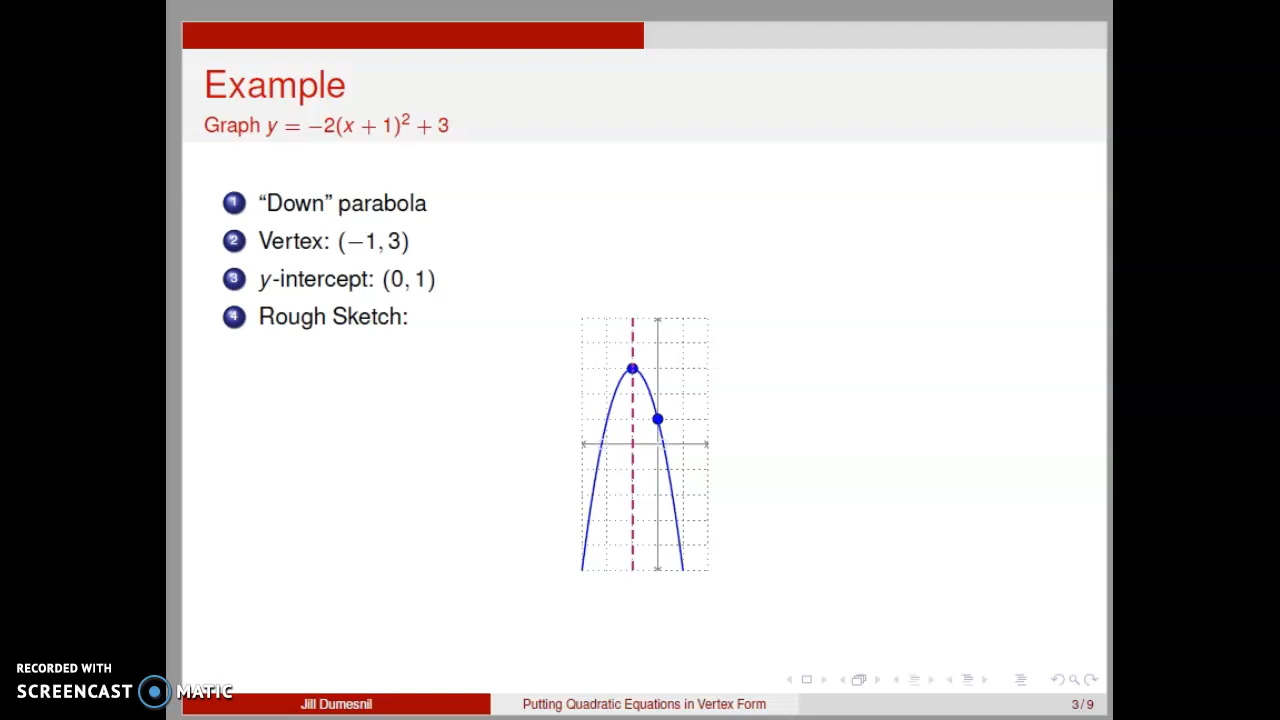 Example
Graph y = −2(x + 1)² + 3
1 “Down” parabola
2 Vertex: (−1, 3)
3 y-intercept: (0, 1)
4 Rough Sketch:
RECORDED WITH
SCREENCAST MATIC
Jill Dumesnil Putting Quadratic Equations in Vertex Form 3 / 9